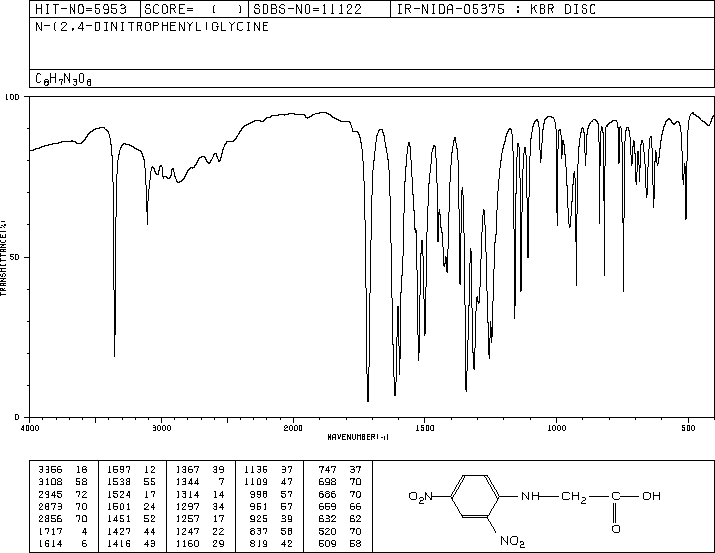 HIT-NO=5953 SCORE= ( ) SDBS-NO=11122 IR-NIDA-05375 : KBR DISC
N-(2,4-DINITROPHENYL)GLYCINE
C8H7N3O6
100
50
0
TRANSMITTANCE(%)
4000 3000 2000 1500 1000 500
WAVENUMBER(-1)
3356 18 1597 12 1367 39 1136 37 747 37
3108 58 1538 55 1344 7 1109 47 698 70
2945 72 1524 17 1314 14 998 57 686 70
2873 70 1501 24 1297 34 951 57 659 66
2856 70 1451 52 1257 17 925 39 632 62
1717 4 1427 44 1247 22 837 58 520 70
1614 6 1416 43 1160 29 819 42 509 58
O2N NH CH2 C OH
O
NO2